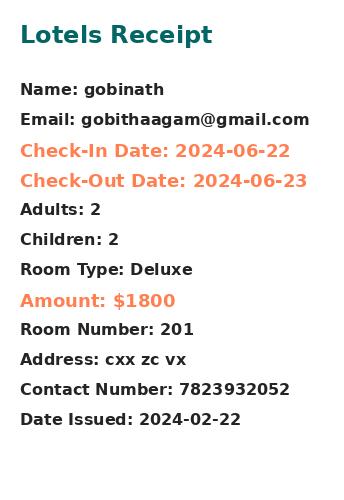 Lotels Receipt
Name: gobinath
Email: gobithaagam@gmail.com
Check-In Date: 2024-06-22
Check-Out Date: 2024-06-23
Adults: 2
Children: 2
Room Type: Deluxe
Amount: $1800
Room Number: 201
Address: cxx zc vx
Contact Number: 7823932052
Date Issued: 2024-02-22